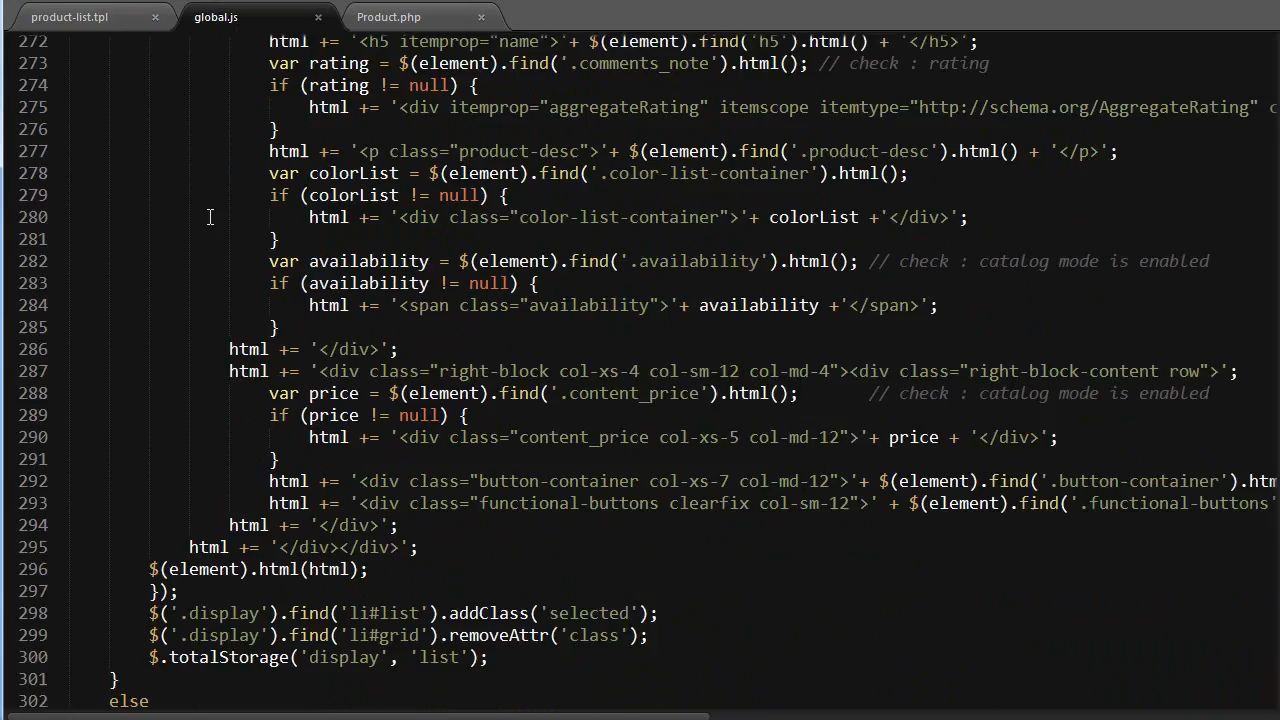 product-list.tpl × global.js × Product.php ×
272 html += '<h5 itemprop="name">'+ $(element).find('h5').html() + '</h5>';
273 var rating = $(element).find('.comments_note').html(); // check : rating
274 if (rating != null) {
275 html += '<div itemprop="aggregateRating" itemscope itemtype="http://schema.org/AggregateRating" c
276 }
277 html += '<p class="product-desc">'+ $(element).find('.product-desc').html() + '</p>';
278 var colorList = $(element).find('.color-list-container').html();
279 if (colorList != null) {
280 html += '<div class="color-list-container">'+ colorList +'</div>';
281 }
282 var availability = $(element).find('.availability').html(); // check : catalog mode is enabled
283 if (availability != null) {
284 html += '<span class="availability">'+ availability +'</span>';
285 }
286 html += '</div>';
287 html += '<div class="right-block col-xs-4 col-sm-12 col-md-4"><div class="right-block-content row">';
288 var price = $(element).find('.content_price').html(); // check : catalog mode is enabled
289 if (price != null) {
290 html += '<div class="content_price col-xs-5 col-md-12">'+ price + '</div>';
291 }
292 html += '<div class="button-container col-xs-7 col-md-12">'+ $(element).find('.button-container').htm
293 html += '<div class="functional-buttons clearfix col-sm-12">' + $(element).find('.functional-buttons'
294 html += '</div>';
295 html += '</div></div>';
296 $(element).html(html);
297 });
298 $('.display').find('li#list').addClass('selected');
299 $('.display').find('li#grid').removeAttr('class');
300 $.totalStorage('display', 'list');
301 }
302 else